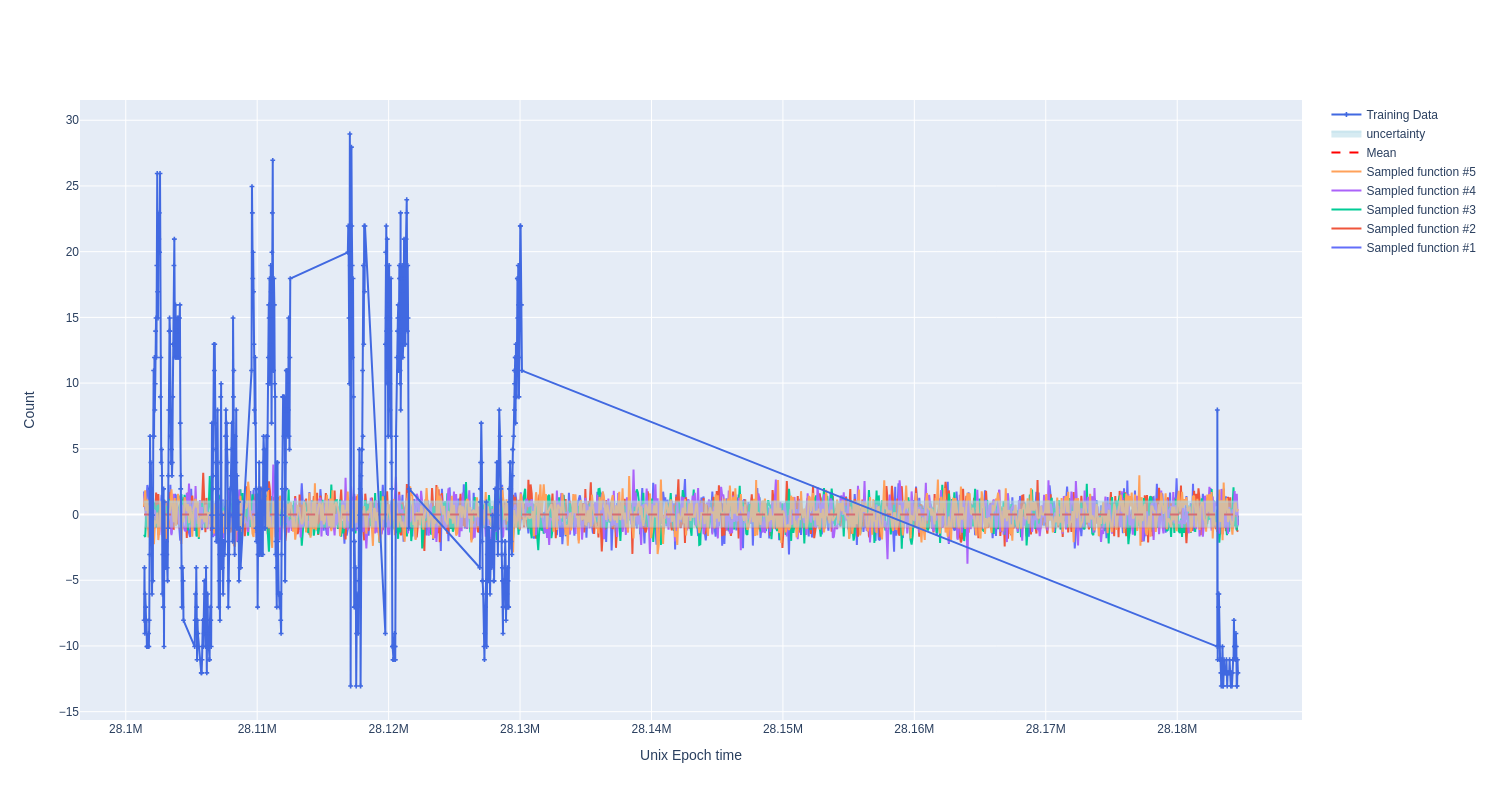 30
25
20
15
10
5
0
−5
−10
−15
Count
28.1M 28.11M 28.12M 28.13M 28.14M 28.15M 28.16M 28.17M 28.18M
Unix Epoch time
Training Data
uncertainty
Mean
Sampled function #5
Sampled function #4
Sampled function #3
Sampled function #2
Sampled function #1